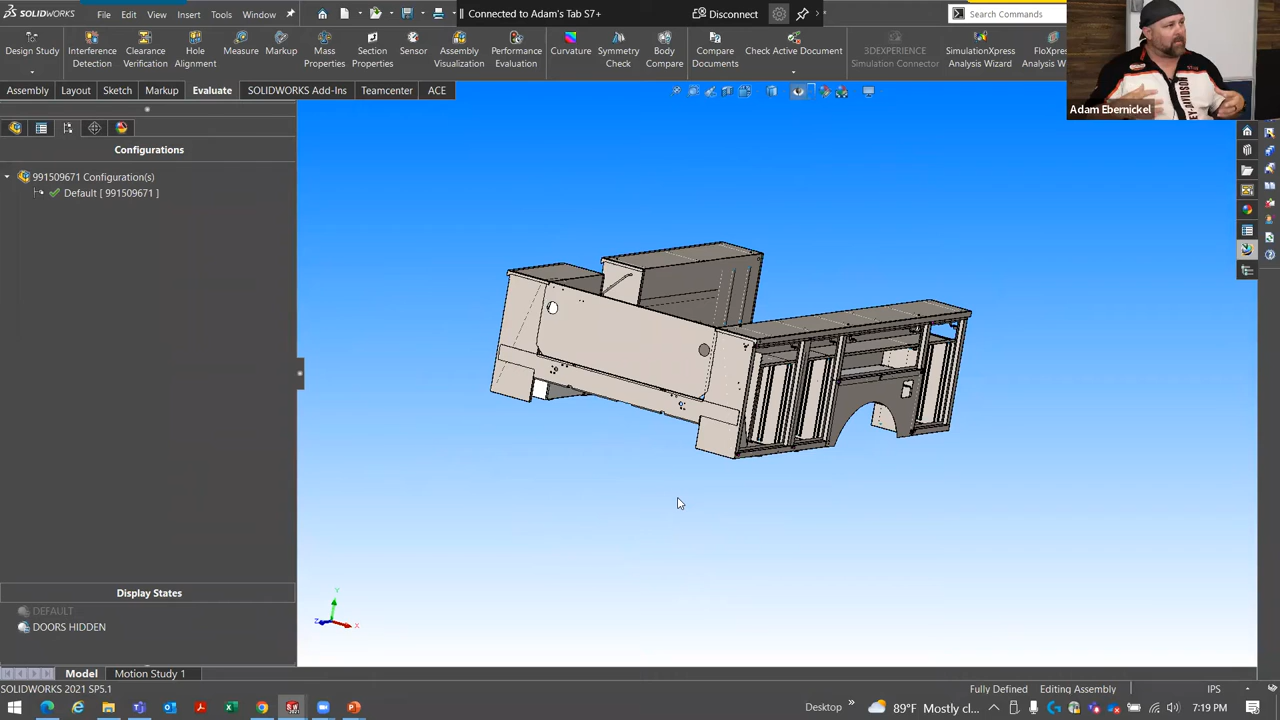 SOLIDWORKS File Edit View Insert Tools Window
Connected to Adam's Tab S7+ Disconnect
Search Commands
Design Study
Interference Detection
Clearance Verification
Hole Alignment
Measure
Markup
Mass Properties
Sensor
Assembly Visualization
Performance Evaluation
Curvature
Symmetry Check
Body Compare
Compare Documents
Check Active Document
3DEXPERIENCE Simulation Connector
SimulationXpress Analysis Wizard
Adam Ebernickel
Assembly Layout Sketch Markup Evaluate SOLIDWORKS Add-Ins Teamcenter ACE
Configurations
991509671 Configuration(s)
Default [ 991509671 ]
Display States
DEFAULT
DOORS HIDDEN
Y
Z
X
Model Motion Study 1
SOLIDWORKS 2021 SP5.1
Fully Defined Editing Assembly IPS
Desktop
89°F Mostly cl...
7:19 PM